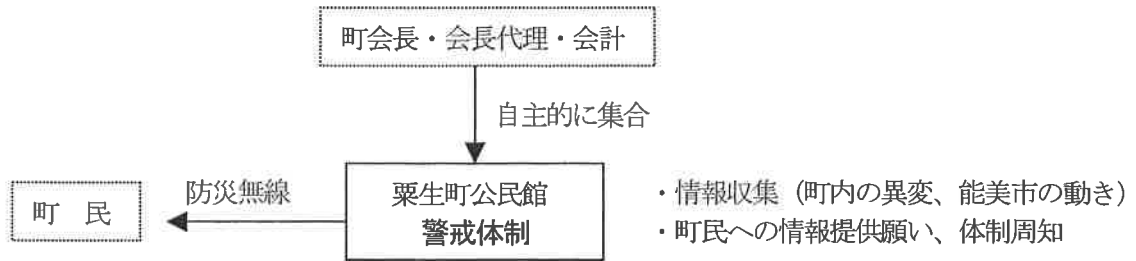 町会長・会長代理・会計
自主的に集合
町　民
防災無線
粟生町公民館
警戒体制
・情報収集（町内の異変、能美市の動き）
・町民への情報提供願い、体制周知